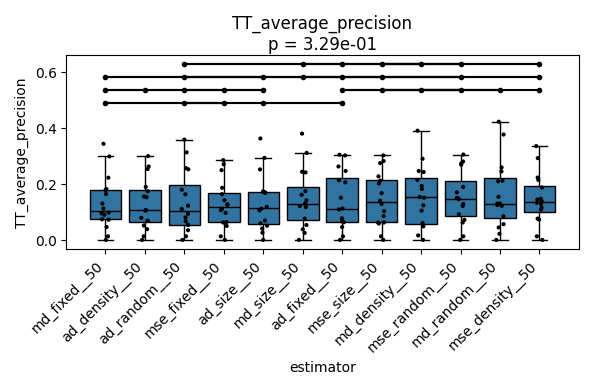 TT_average_precision
p = 3.29e-01
TT_average_precision
0.6
0.4
0.2
0.0
md_fixed__50
ad_density__50
ad_random__50
mse_fixed__50
ad_size__50
md_size__50
ad_fixed__50
mse_size__50
md_density__50
mse_random__50
md_random__50
mse_density__50
estimator